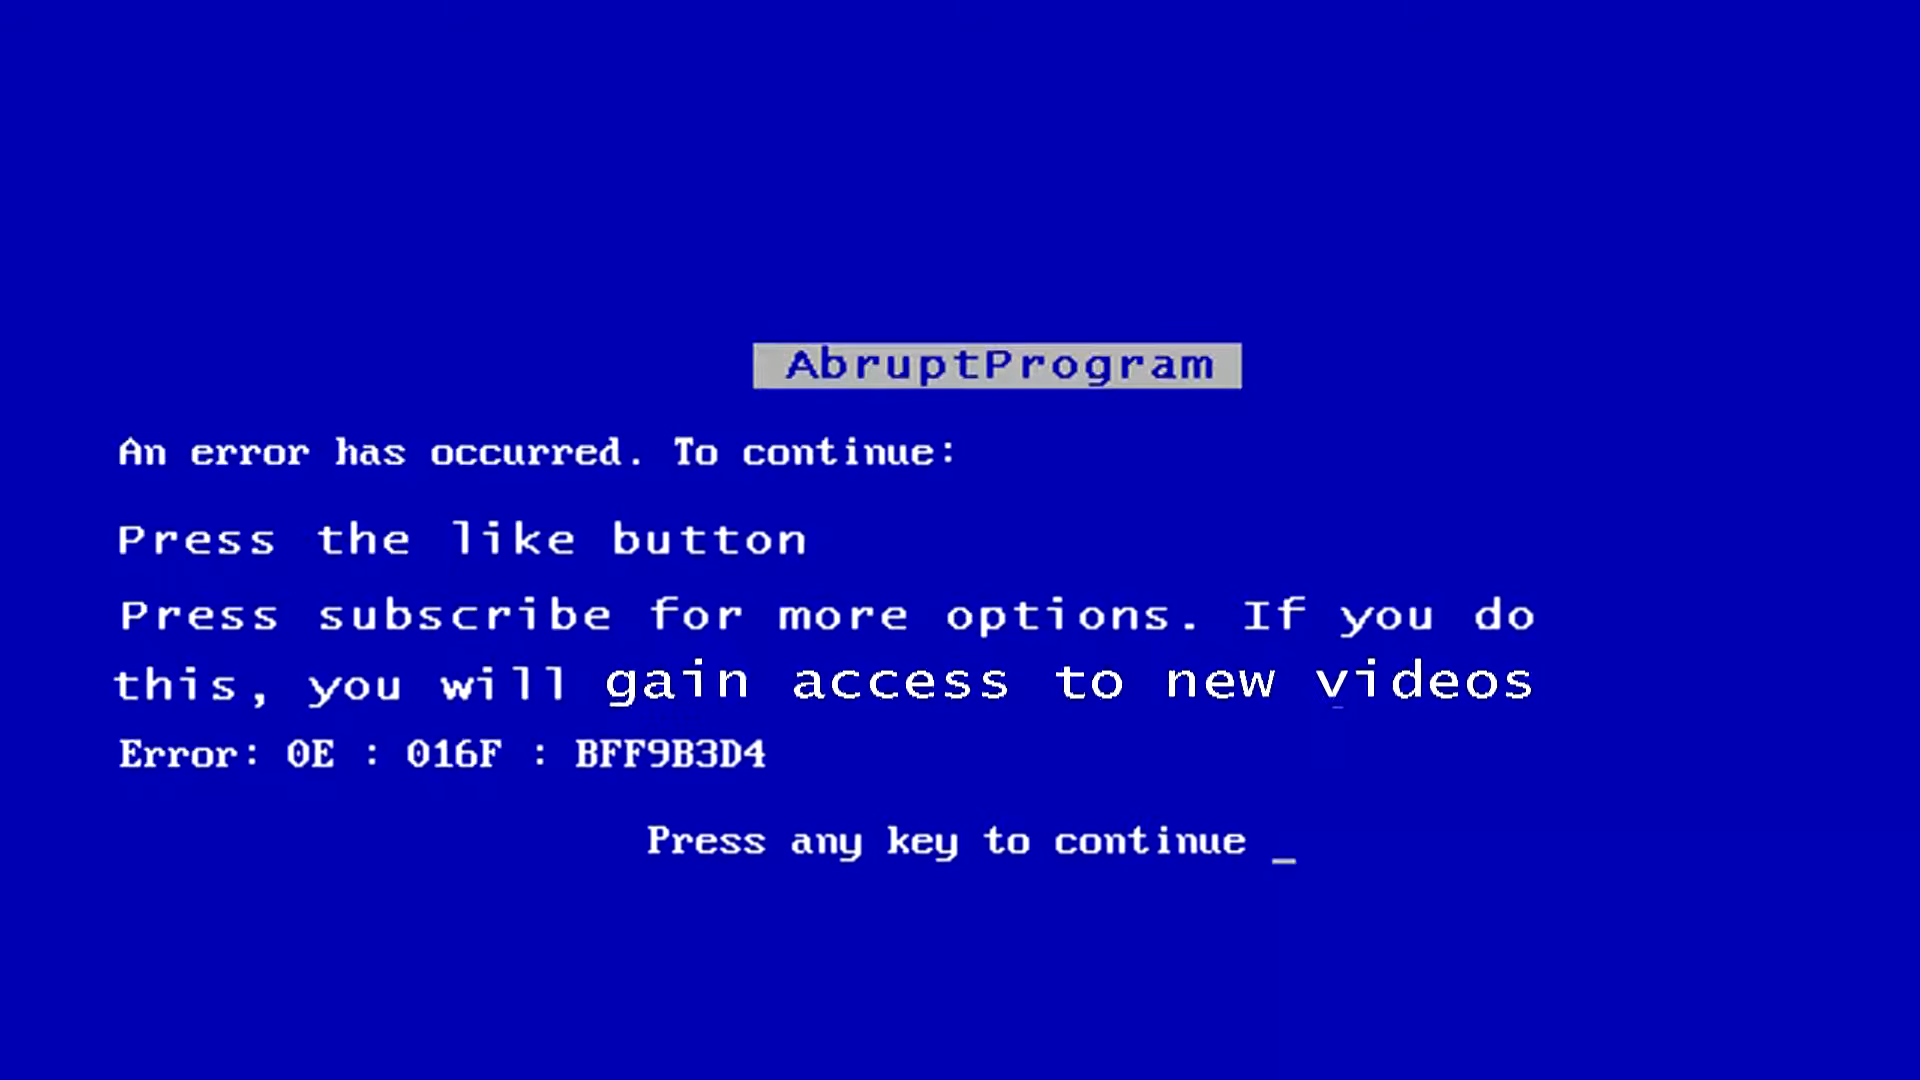 AbruptProgram
An error has occurred. To continue:
Press the like button
Press subscribe for more options. If you do
this, you will gain access to new videos
Error: 0E : 016F : BFF9B3D4
Press any key to continue _